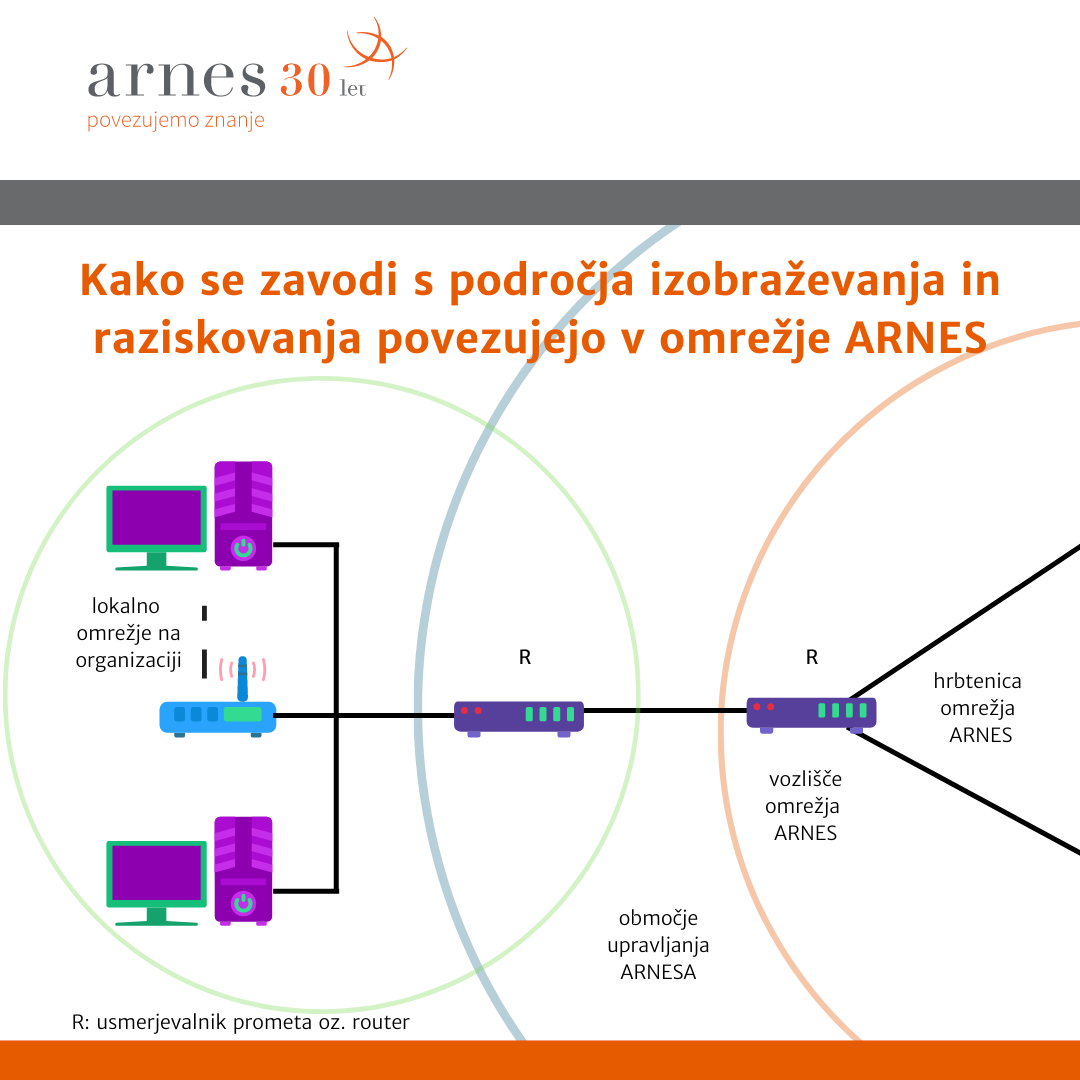 arnes 30 let
povezujemo znanje
Kako se zavodi s področja izobraževanja in
raziskovanja povezujejo v omrežje ARNES
lokalno
omrežje na
organizaciji
R
R
hrbtenica
omrežja
ARNES
vozlišče
omrežja
ARNES
območje
upravljanja
ARNESA
R: usmerjevalnik prometa oz. router